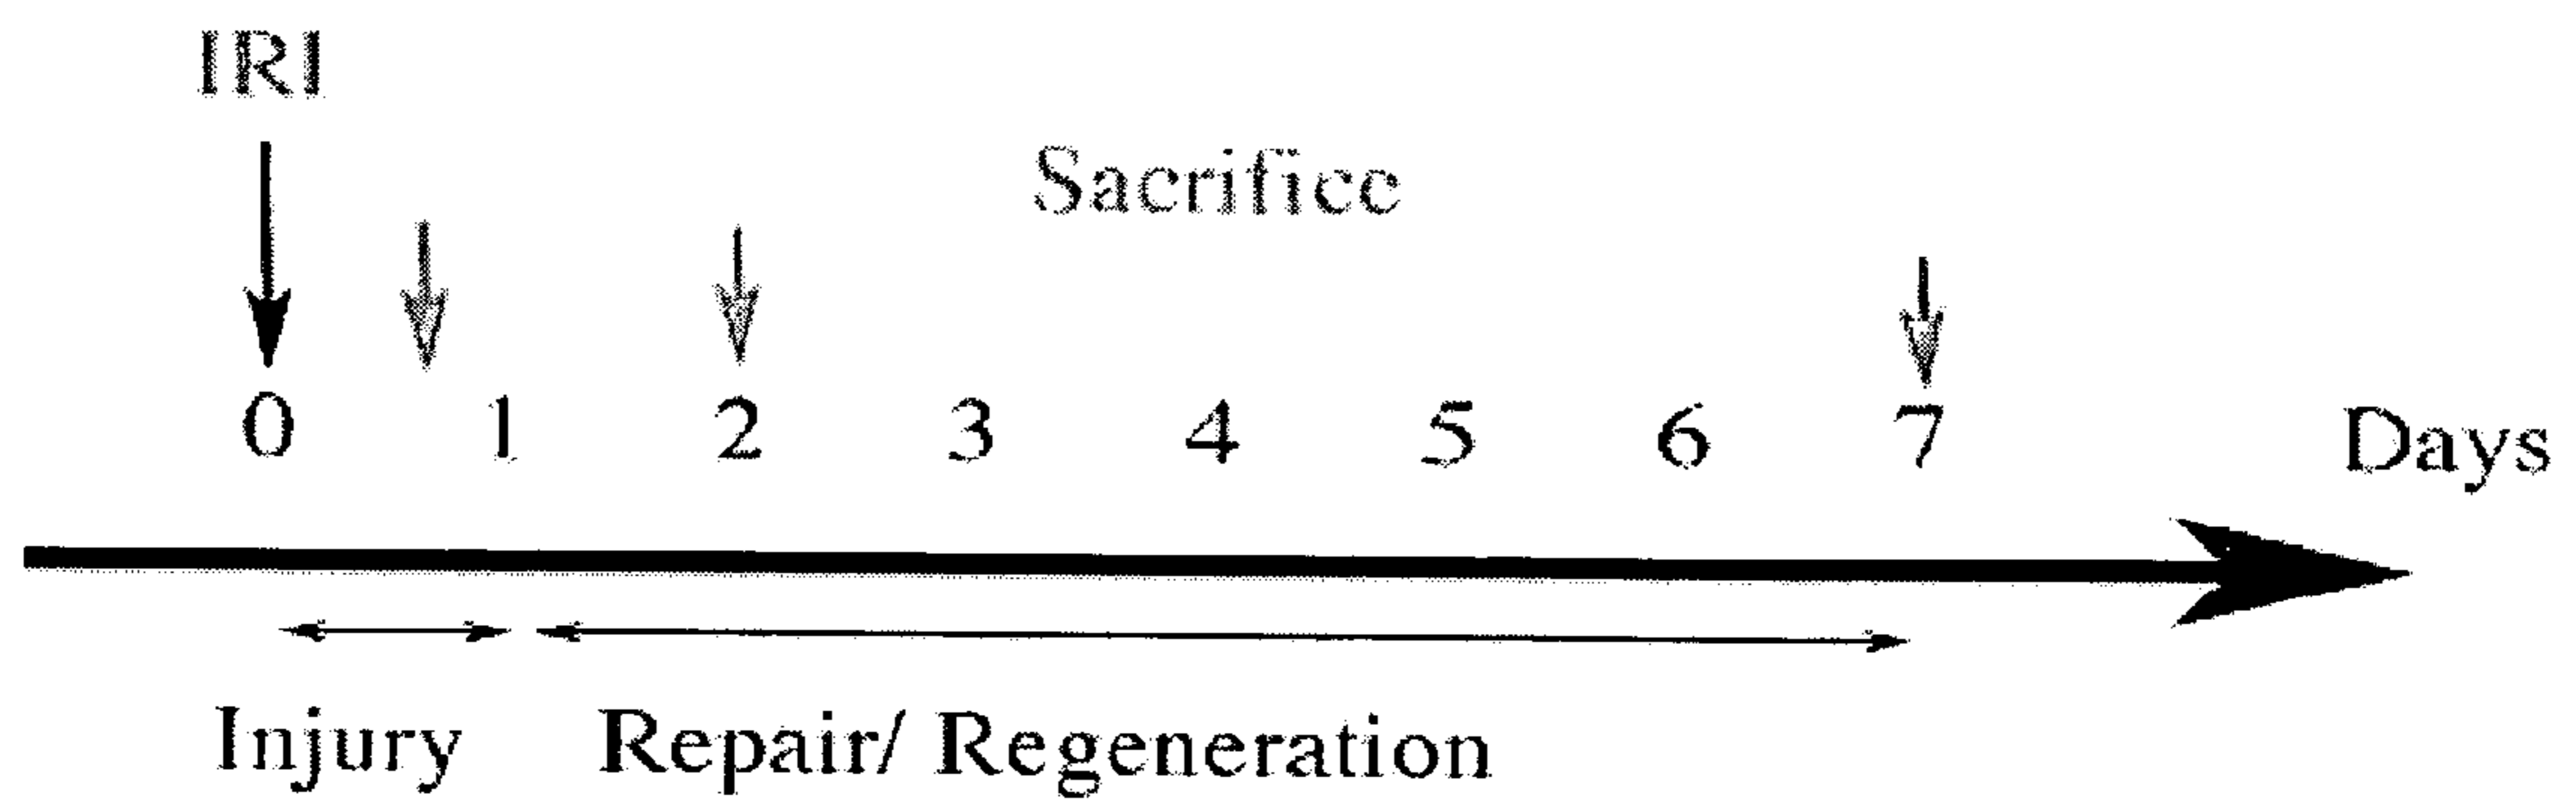 IRI
Sacrifice
0 1 2 3 4 5 6 7 Days
Injury Repair/ Regeneration